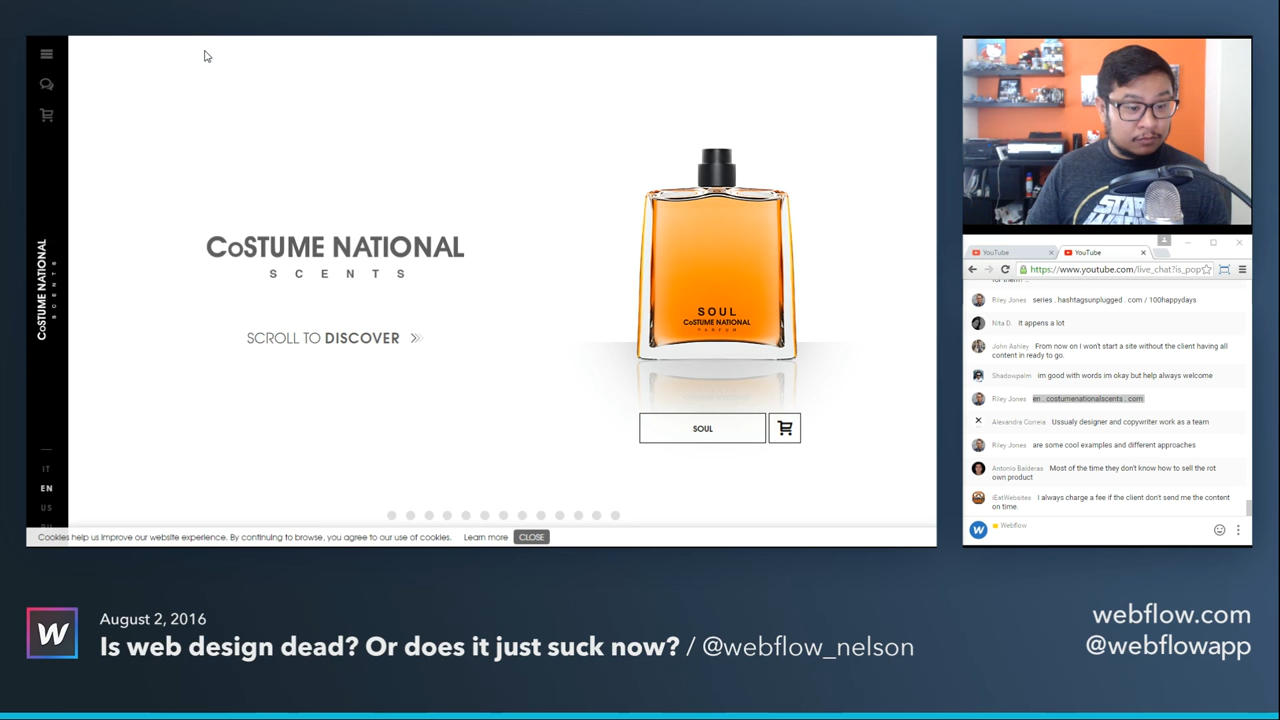 CoSTUME NATIONAL
SCENTS
SCROLL TO DISCOVER
SOUL
CoSTUME NATIONAL
PARFUM
SOUL
CoSTUME NATIONAL
SCENTS
IT
EN
US
Cookies help us improve our website experience. By continuing to browse, you agree to our use of cookies. Learn more CLOSE
STAR
YouTube
YouTube
https://www.youtube.com/live_chat?is_pop
Riley Jones series . hashtagsunplugged . com / 100happydays
Nita D. it appens a lot
John Ashley From now on I won't start a site without the client having all
content in ready to go.
Shadowpalm im good with words im okay but help always welcome
Riley Jones en . costumenationalscents . com
Alexandra Correia Ussualy designer and copywriter work as a team
Riley Jones are some cool examples and different approaches
Antonio Balderas Most of the time they don't know how to sell the rot
own product
iEatWebsites I always charge a fee if the client don't send me the content
on time.
Webflow
August 2, 2016
Is web design dead? Or does it just suck now? / @webflow_nelson
webflow.com
@webflowapp